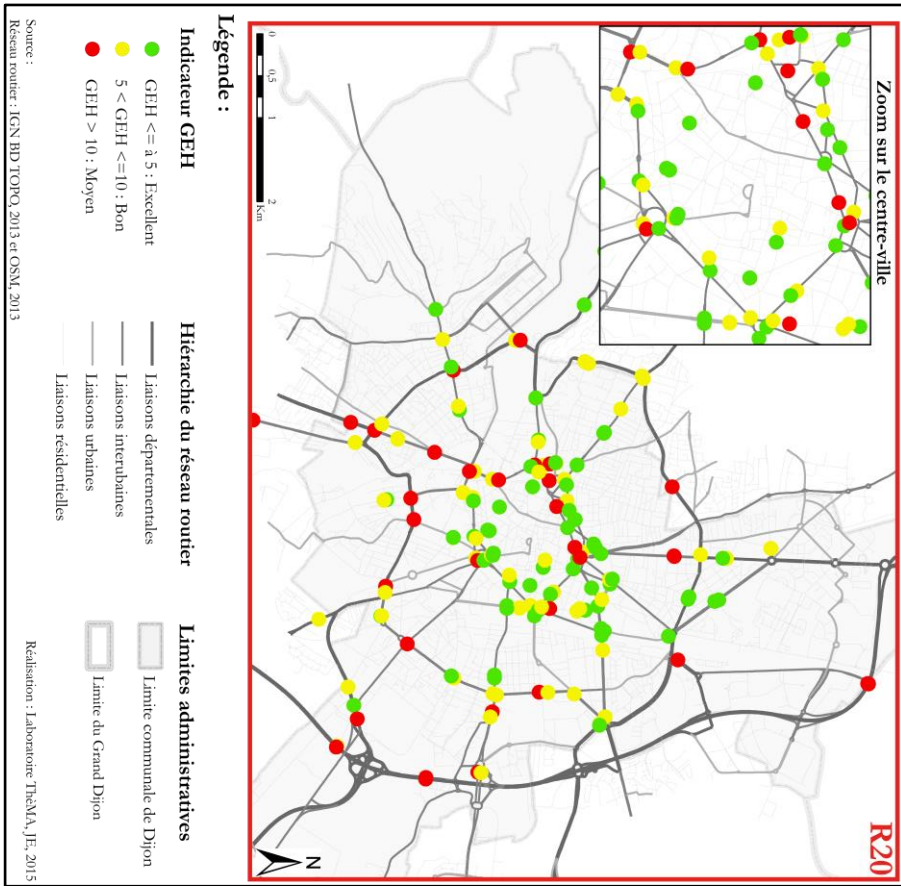 R20
Zoom sur le centre-ville
N
0 0,5 1 2
Km
Légende :
Indicateur GEH
GEH <= à 5 : Excellent
5 < GEH <=10 : Bon
GEH > 10 : Moyen
Hiérarchie du réseau routier
Liaisons départementales
Liaisons interubaines
Liaisons urbaines
Liaisons résidentielles
Limites administratives
Limite communale de Dijon
Limite du Grand Dijon
Source :
Réseau routier : IGN BD TOPO, 2013 et OSM, 2013
Réalisation : Laboratoire ThéMA, JE, 2015